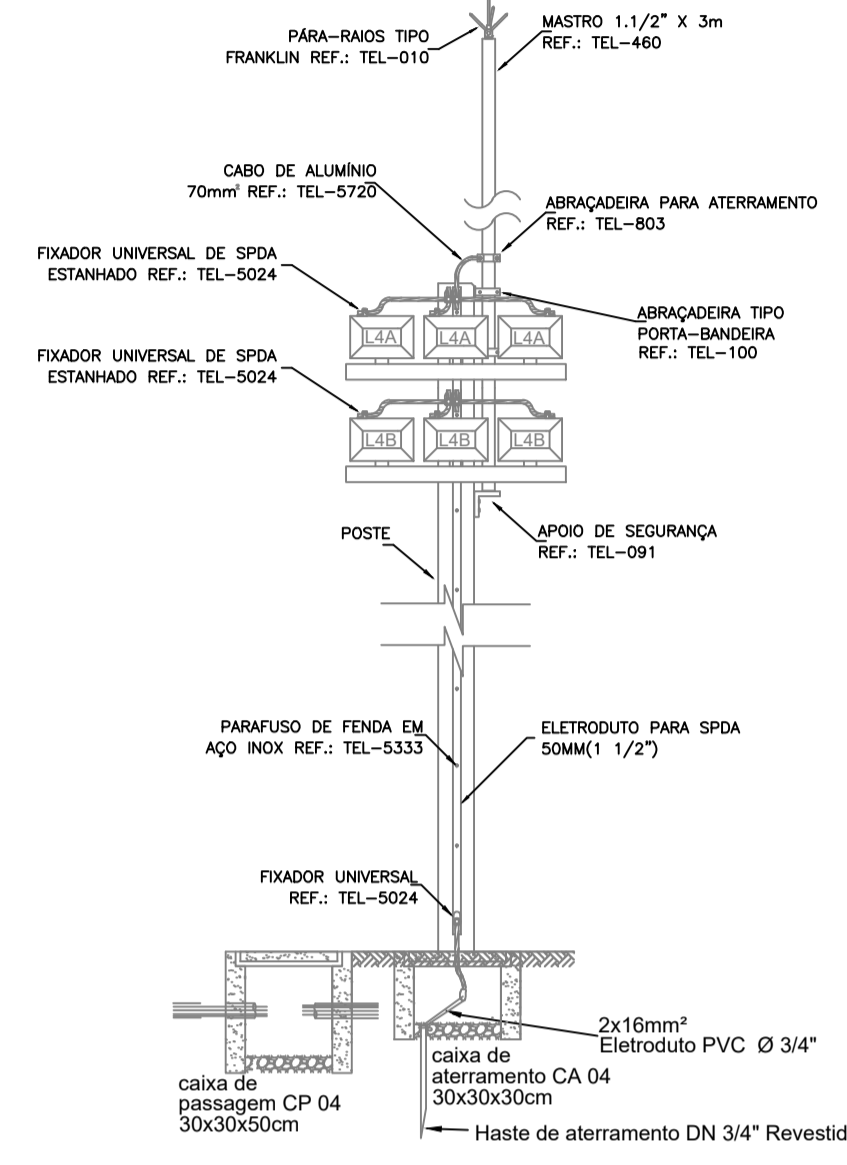 PÁRA-RAIOS TIPO
FRANKLIN REF.: TEL-010
MASTRO 1.1/2" X 3m
REF.: TEL-460
CABO DE ALUMÍNIO
70mm² REF.: TEL-5720
ABRAÇADEIRA PARA ATERRAMENTO
REF.: TEL-803
FIXADOR UNIVERSAL DE SPDA
ESTANHADO REF.: TEL-5024
ABRAÇADEIRA TIPO
PORTA-BANDEIRA
REF.: TEL-100
L4A L4A L4A
FIXADOR UNIVERSAL DE SPDA
ESTANHADO REF.: TEL-5024
L4B L4B L4B
POSTE
APOIO DE SEGURANÇA
REF.: TEL-091
PARAFUSO DE FENDA EM
AÇO INOX REF.: TEL-5333
ELETRODUTO PARA SPDA
50MM(1 1/2")
FIXADOR UNIVERSAL
REF.: TEL-5024
2x16mm²
Eletroduto PVC Ø 3/4"
caixa de
passagem CP 04
30x30x50cm
caixa de
aterramento CA 04
30x30x30cm
Haste de aterramento DN 3/4" Revestid